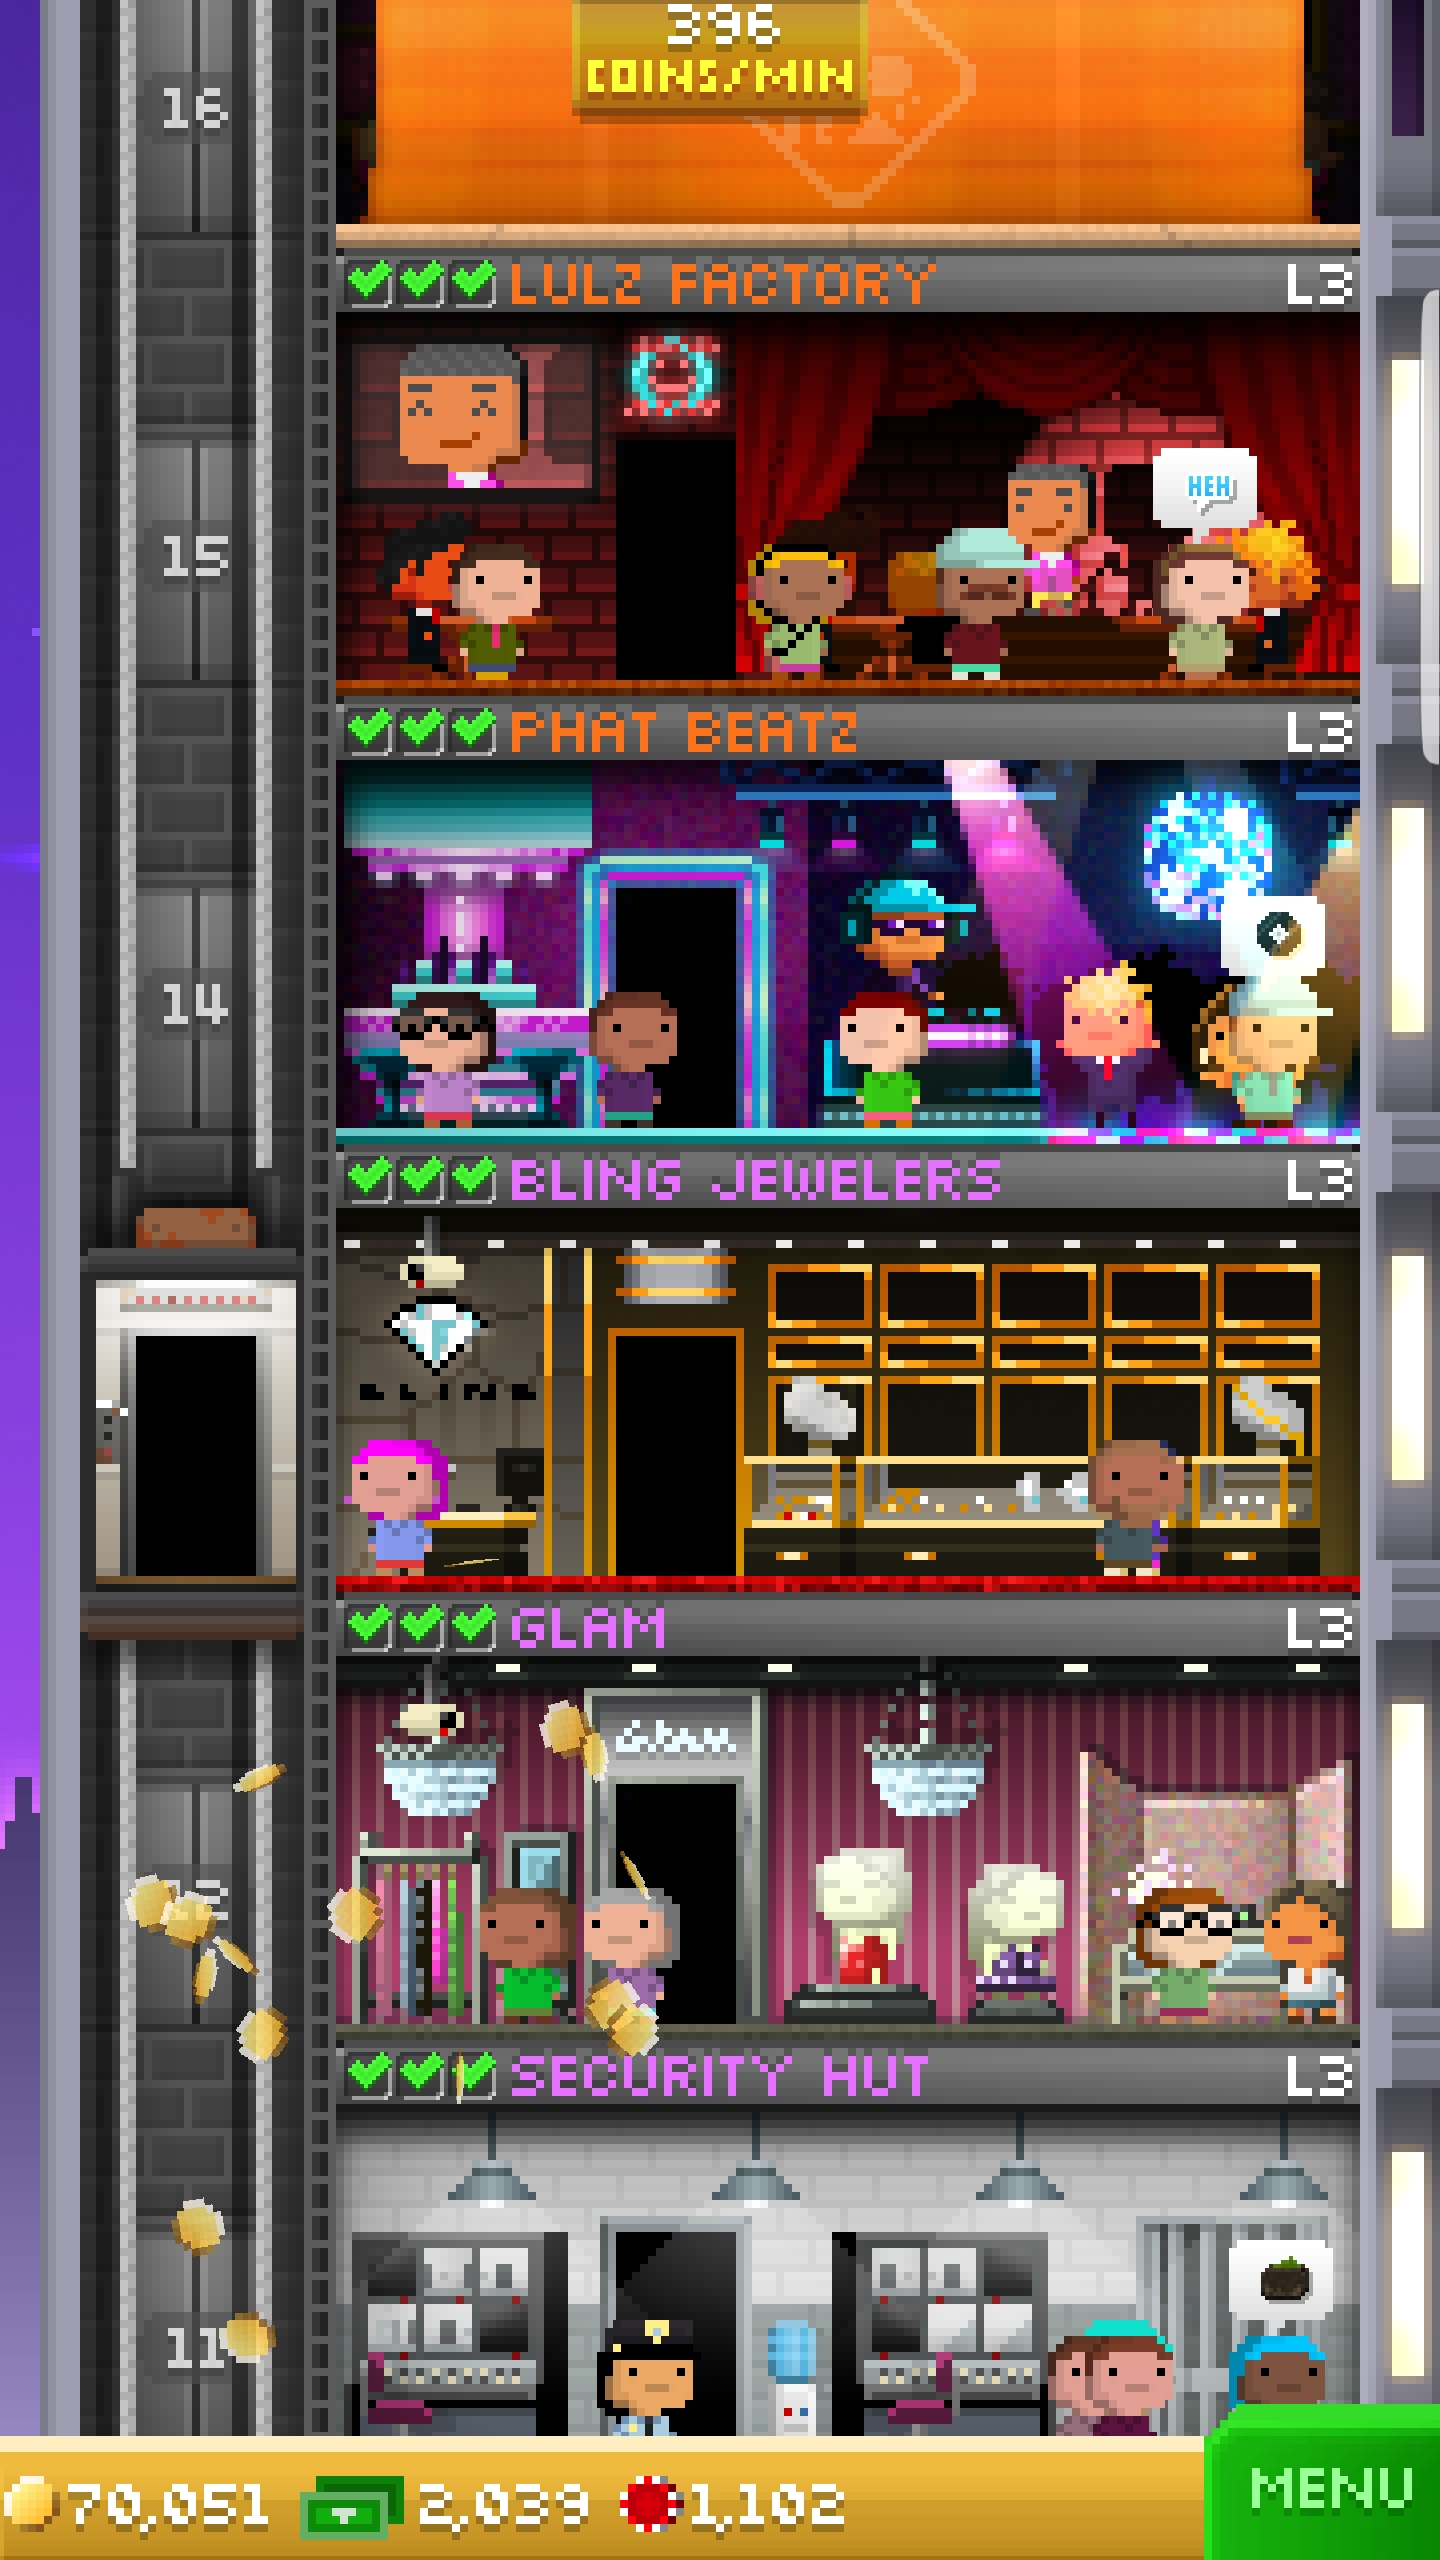 396
COINS/MIN
16
LULZ FACTORY L3
HEH
15
PHAT BEATZ L3
14
BLING JEWELERS L3
BLING
GLAM L3
Glam
SECURITY HUT L3
11
70,051 2,039 1,102
MENU